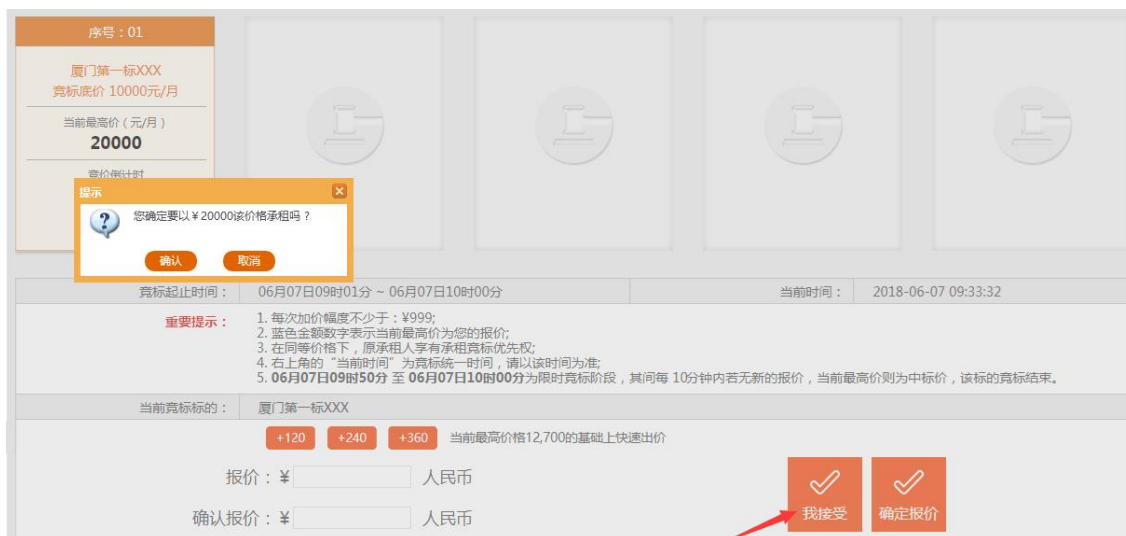 序号：01
厦门第一标XXX
竞标底价 10000元/月
当前最高价（元/月）
20000
竞价倒计时
提示
您确定要以￥20000该价格承租吗？
确认 取消
竞标起止时间： 06月07日09时01分 ~ 06月07日10时00分 当前时间： 2018-06-07 09:33:32
重要提示： 1. 每次加价幅度不少于：¥999;
2. 蓝色金额数字表示当前最高价为您的报价;
3. 在同等价格下，原承租人享有承租竞标优先权;
4. 右上角的“当前时间”为竞标统一时间，请以该时间为准;
5. 06月07日09时50分 至 06月07日10时00分为限时竞标阶段，其间每 10分钟内若无新的报价，当前最高价则为中标价，该标的竞标结束。
当前竞标标的： 厦门第一标XXX
+120 +240 +360 当前最高价格12,700的基础上快速出价
报价：¥ 人民币
确认报价：¥ 人民币
我接受 确定报价